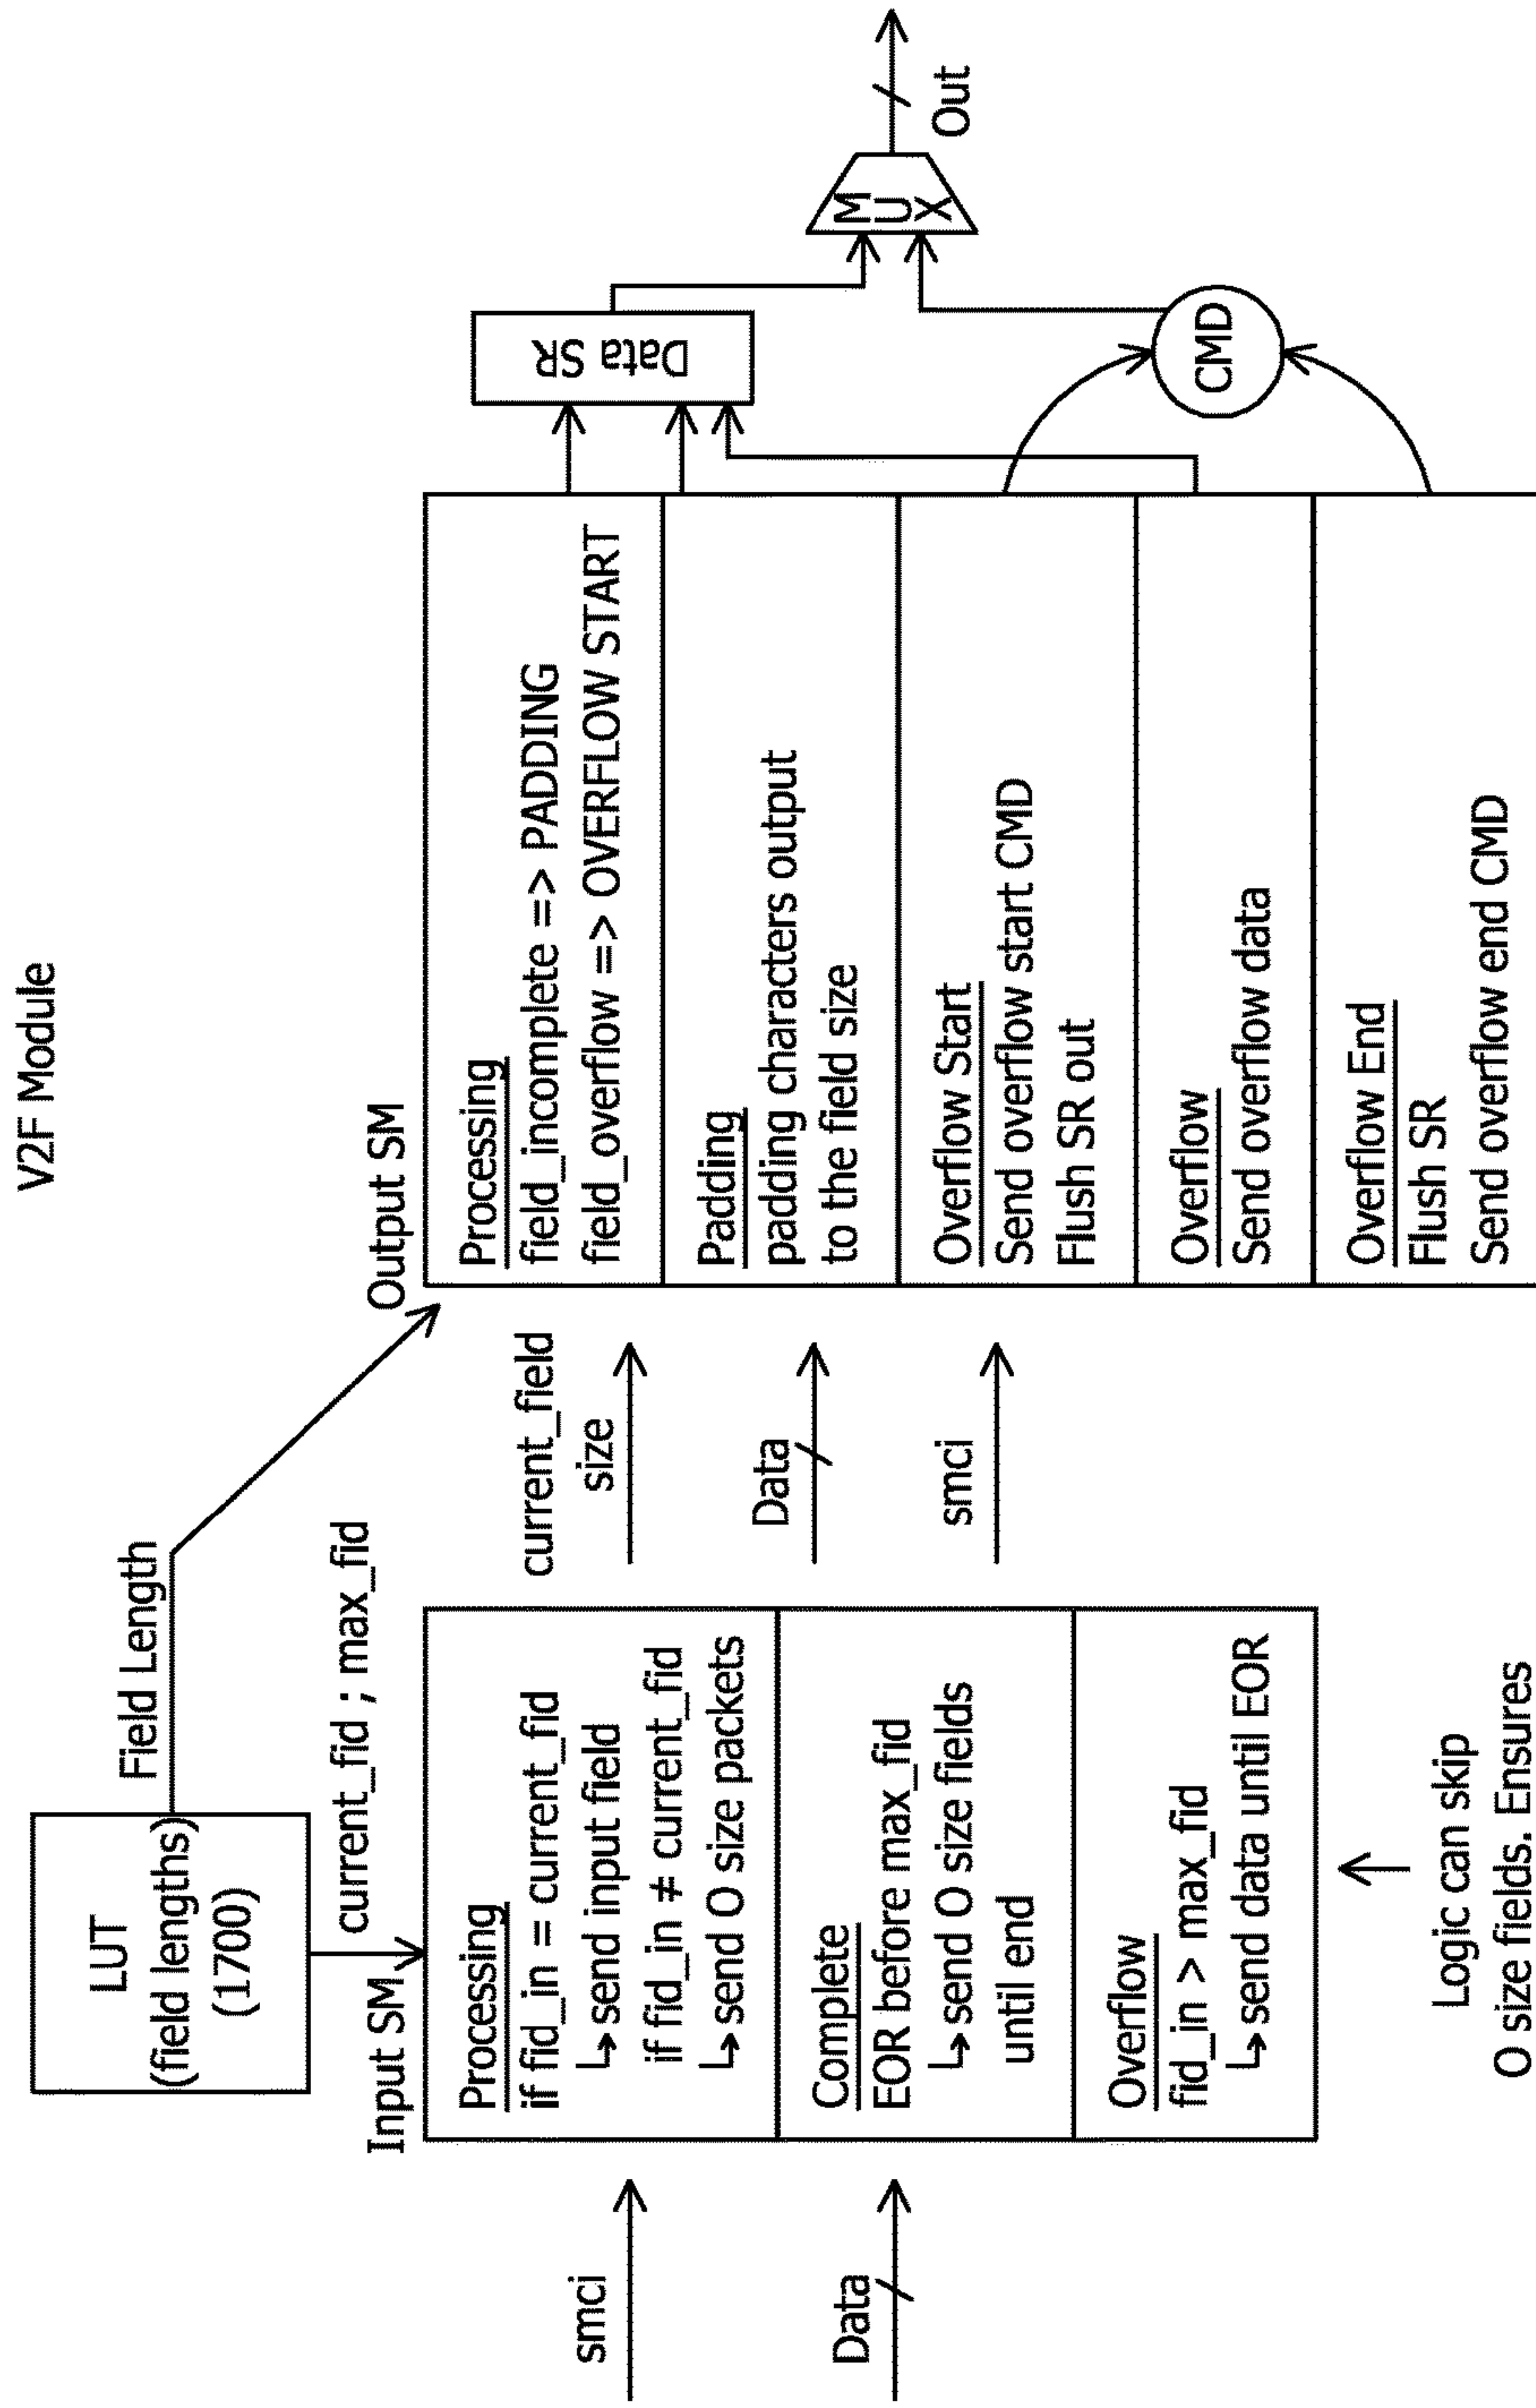 V2F Module
LUT
(field lengths)
(1700)
Field Length
current_fid ; max_fid
Input SM
smci
Data
Processing
if fid_in = current_fid
↳ send input field
if fid_in ≠ current_fid
↳ send O size packets
Complete
EOR before max_fid
↳ send O size fields
until end
Overflow
fid_in > max_fid
↳ send data until EOR
Logic can skip
O size fields. Ensures
current_field
size
Data
smci
Output SM
Processing
field_incomplete => PADDING
field_overflow => OVERFLOW START
Padding
padding characters output
to the field size
Overflow Start
Send overflow start CMD
Flush SR out
Overflow
Send overflow data
Overflow End
Flush SR
Send overflow end CMD
Data SR
CMD
MUX
Out